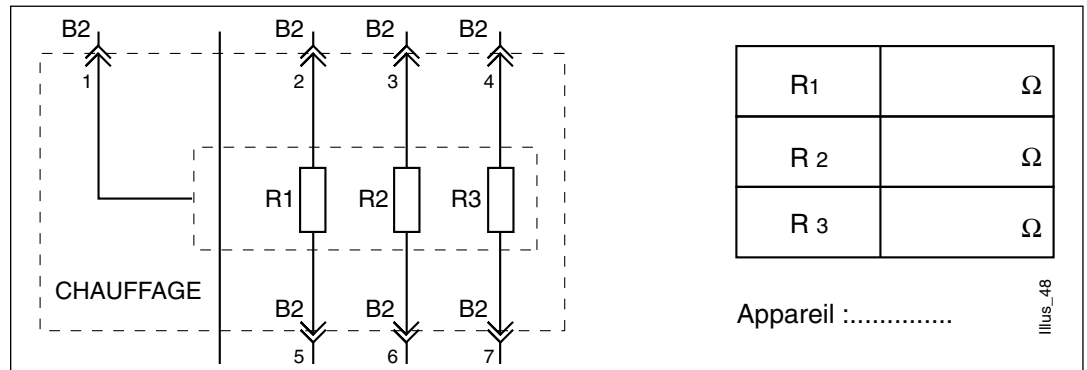 B2 B2 B2 B2
1 2 3 4
R1 R2 R3
CHAUFFAGE
B2 B2 B2
5 6 7
R1 Ω
R 2 Ω
R 3 Ω
Appareil :..............
Illus_48